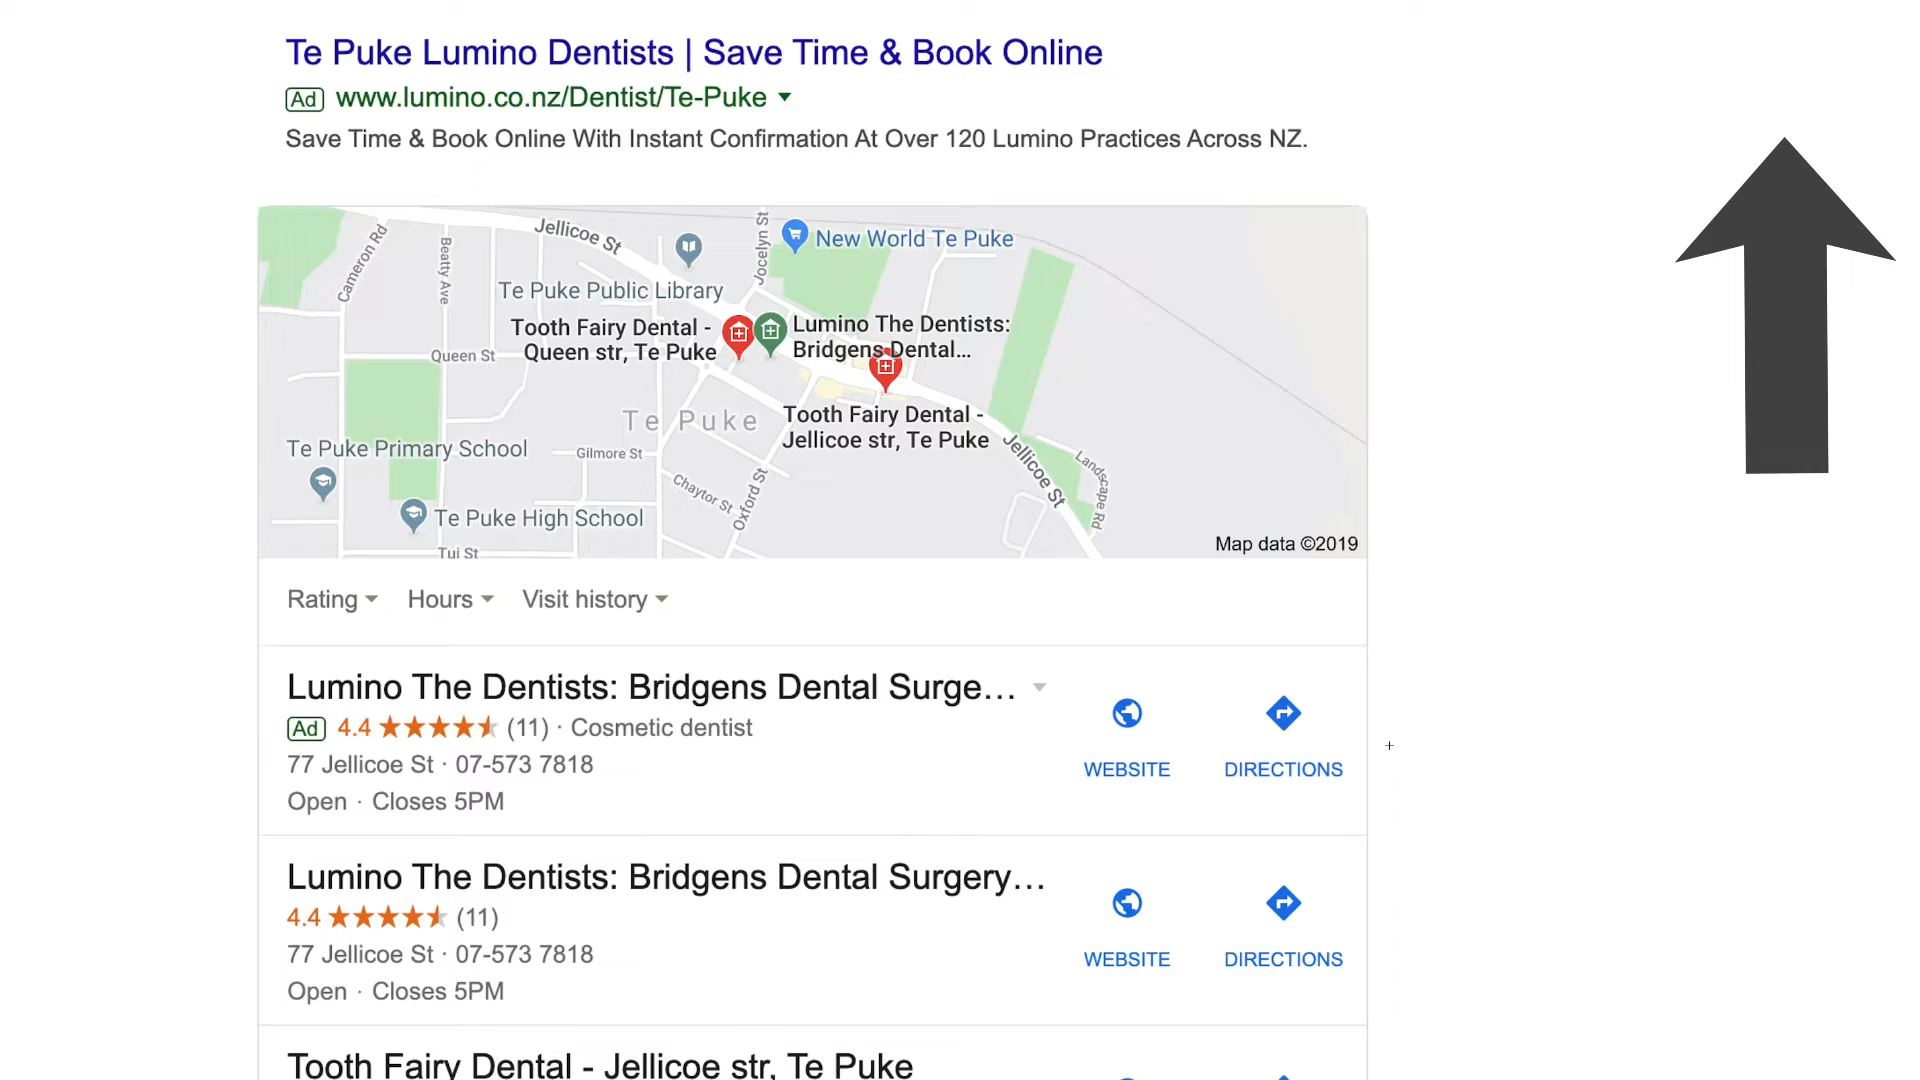 Te Puke Lumino Dentists | Save Time & Book Online
Ad www.lumino.co.nz/Dentist/Te-Puke
Save Time & Book Online With Instant Confirmation At Over 120 Lumino Practices Across NZ.
Cameron Rd
Beatty Ave
Jellicoe St
Jocelyn St
New World Te Puke
Te Puke Public Library
Tooth Fairy Dental -
Queen str, Te Puke
Lumino The Dentists:
Bridgens Dental...
Queen St
Te Puke
Tooth Fairy Dental -
Jellicoe str, Te Puke
Te Puke Primary School
Gilmore St
Chaytor St
Oxford St
Jellicoe St
Landscape Rd
Te Puke High School
Tui St
Map data ©2019
Rating
Hours
Visit history
Lumino The Dentists: Bridgens Dental Surge...
Ad 4.4 (11) · Cosmetic dentist
77 Jellicoe St · 07-573 7818
Open · Closes 5PM
WEBSITE
DIRECTIONS
Lumino The Dentists: Bridgens Dental Surgery...
4.4 (11)
77 Jellicoe St · 07-573 7818
Open · Closes 5PM
WEBSITE
DIRECTIONS
Tooth Fairy Dental - Jellicoe str, Te Puke